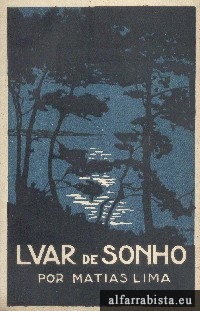 LVAR DE SONHO
POR MATIAS LIMA
alfarrabista.eu